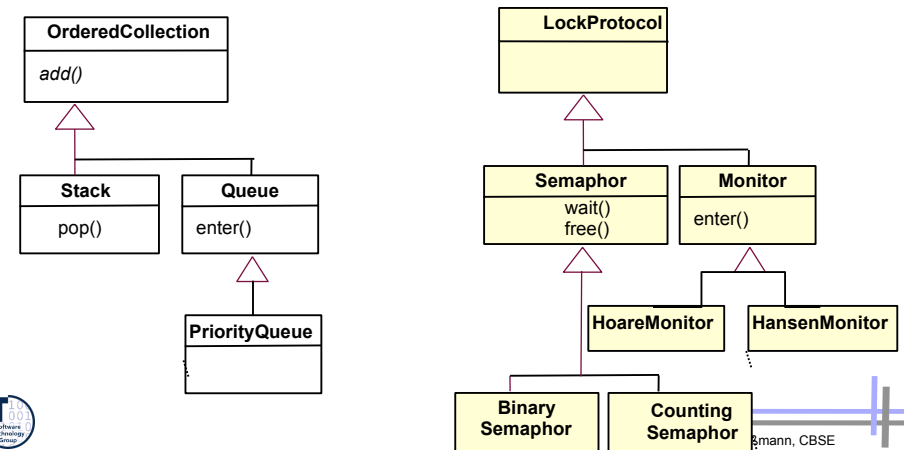 OrderedCollection
add()
Stack
pop()
Queue
enter()
PriorityQueue
LockProtocol
Semaphor
wait()
free()
Monitor
enter()
HoareMonitor
HansenMonitor
Binary
Semaphor
Counting
Semaphor
CBSE
Group